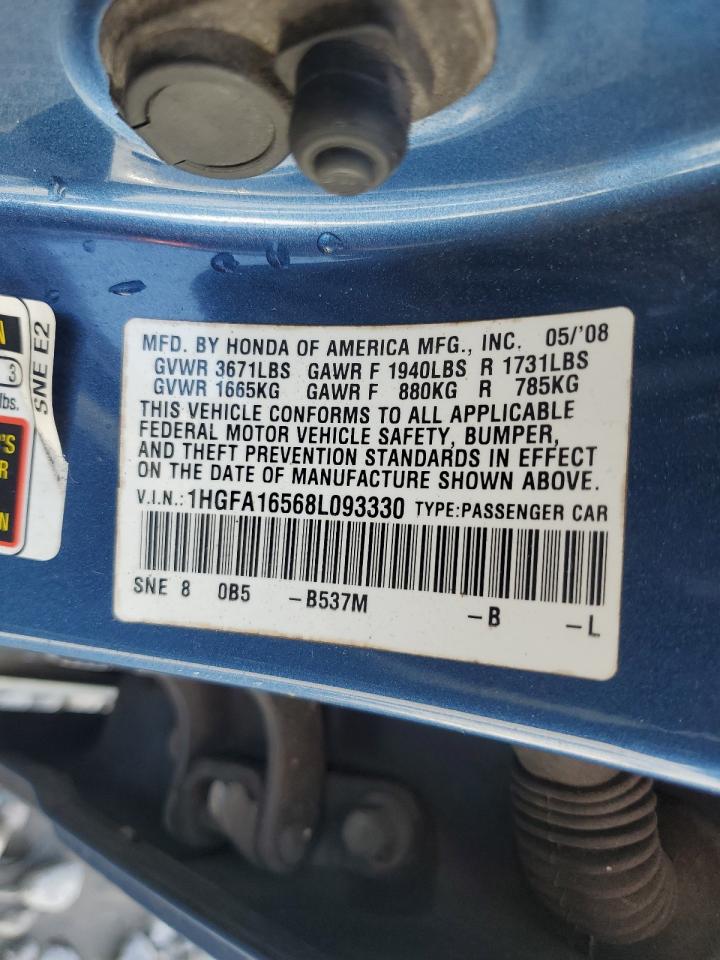 MFD. BY HONDA OF AMERICA MFG., INC. 05/'08
GVWR 3671LBS GAWR F 1940LBS R 1731LBS
GVWR 1665KG GAWR F 880KG R 785KG
THIS VEHICLE CONFORMS TO ALL APPLICABLE
FEDERAL MOTOR VEHICLE SAFETY, BUMPER,
AND THEFT PREVENTION STANDARDS IN EFFECT
ON THE DATE OF MANUFACTURE SHOWN ABOVE.
V.I.N.: 1HGFA16568L093330 TYPE:PASSENGER CAR
SNE 8 0B5 -B537M -B -L
SNE E2
3
lbs.